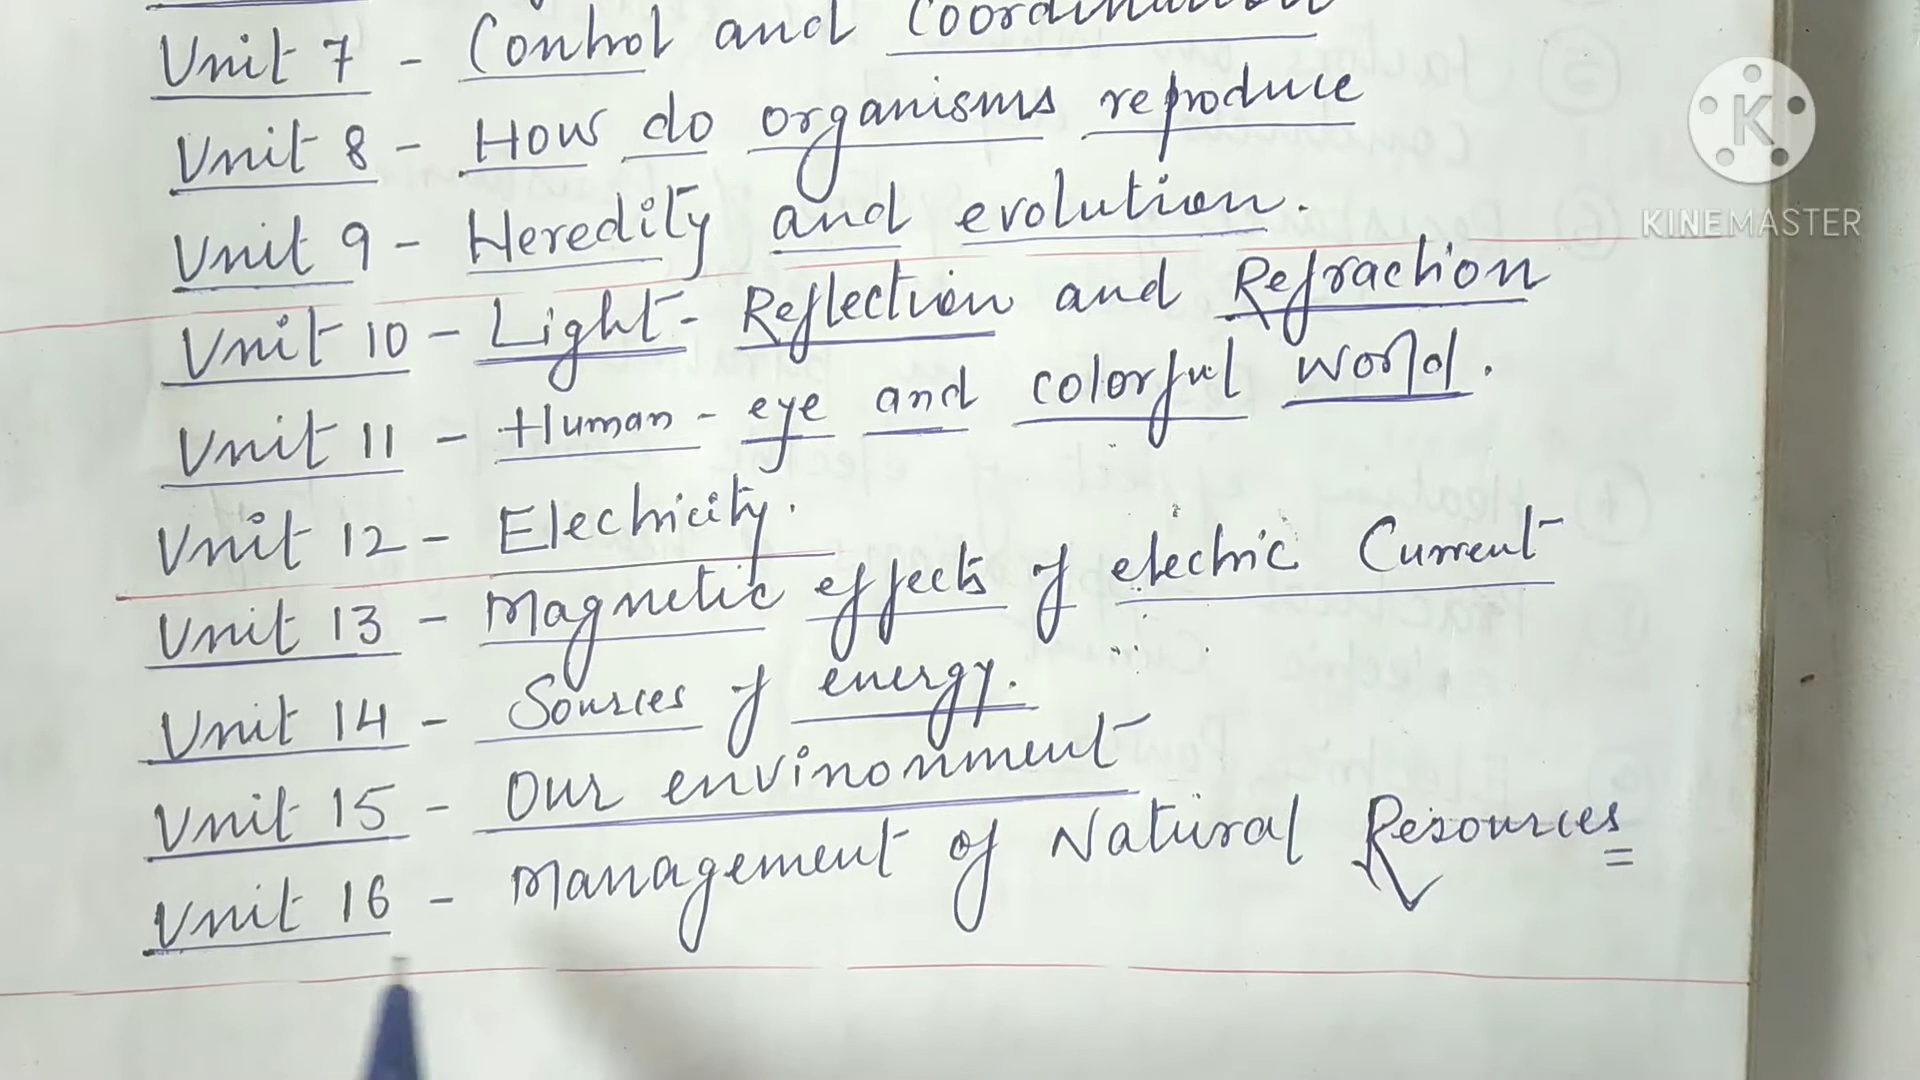 Unit 7 - Control and Coordination
Unit 8 - How do organisms reproduce
Unit 9 - Heredity and evolution.
Unit 10 - Light - Reflection and Refraction
Unit 11 - Human - eye and colorful world.
Unit 12 - Electricity.
Unit 13 - Magnetic effects of electric Current
Unit 14 - Sources of energy.
Unit 15 - Our envinonment
Unit 16 - Management of Natural Resources
K
KINEMASTER